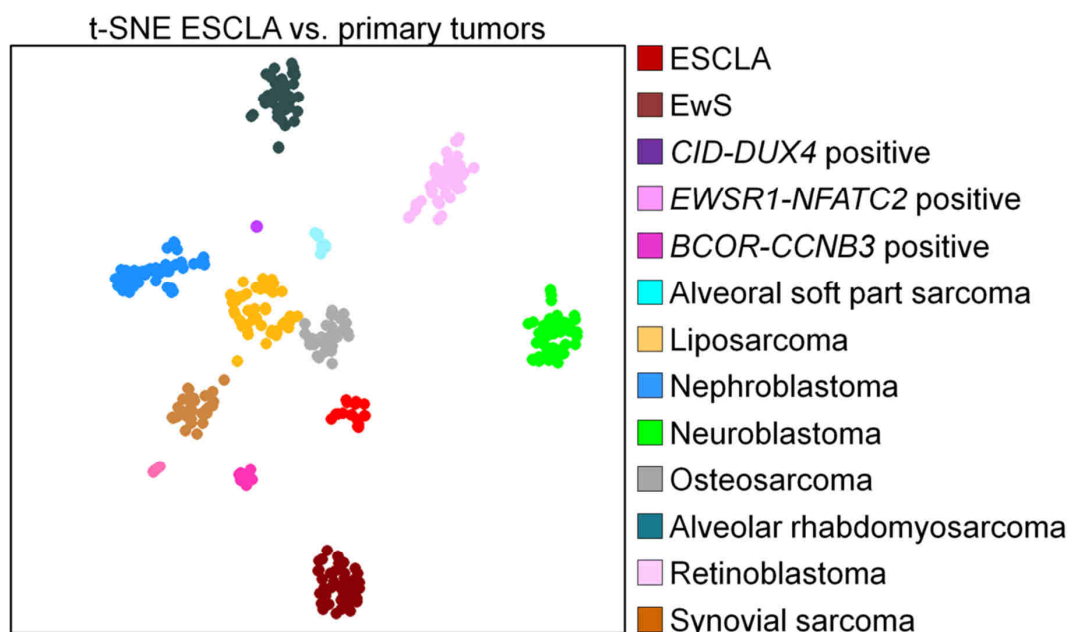 t-SNE ESCLA vs. primary tumors
ESCLA
EwS
CID-DUX4 positive
EWSR1-NFATC2 positive
BCOR-CCNB3 positive
Alveoral soft part sarcoma
Liposarcoma
Nephroblastoma
Neuroblastoma
Osteosarcoma
Alveolar rhabdomyosarcoma
Retinoblastoma
Synovial sarcoma